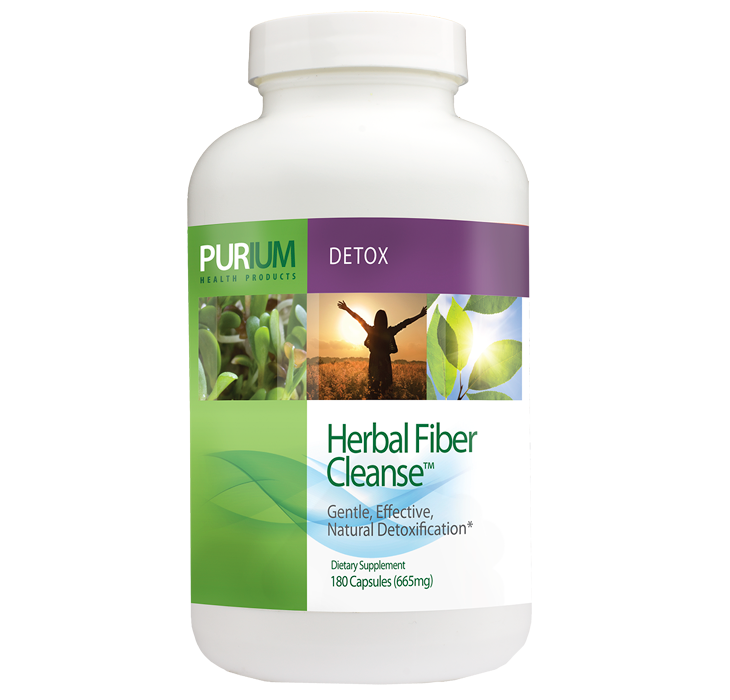 PURIUM
HEALTH PRODUCTS
DETOX
Herbal Fiber
Cleanse™
Gentle, Effective,
Natural Detoxification*
Dietary Supplement
180 Capsules (665mg)